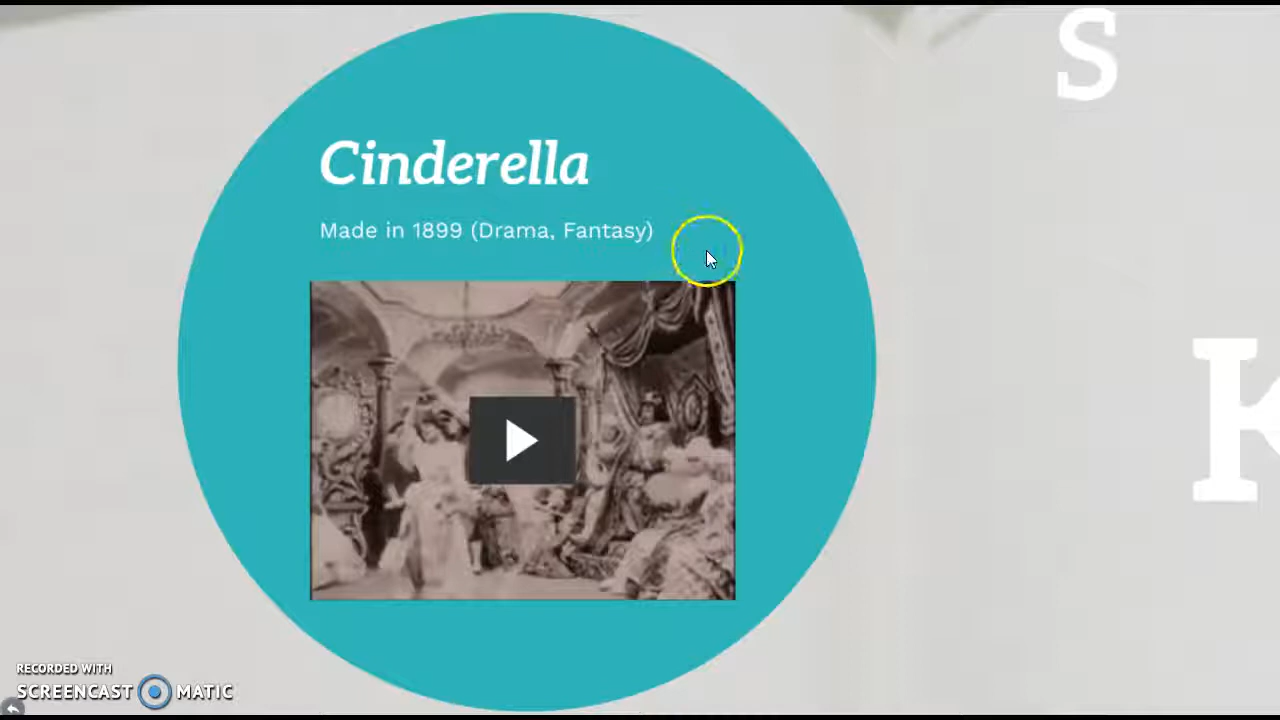 S
Cinderella
Made in 1899 (Drama, Fantasy)
K
RECORDED WITH
SCREENCAST MATIC